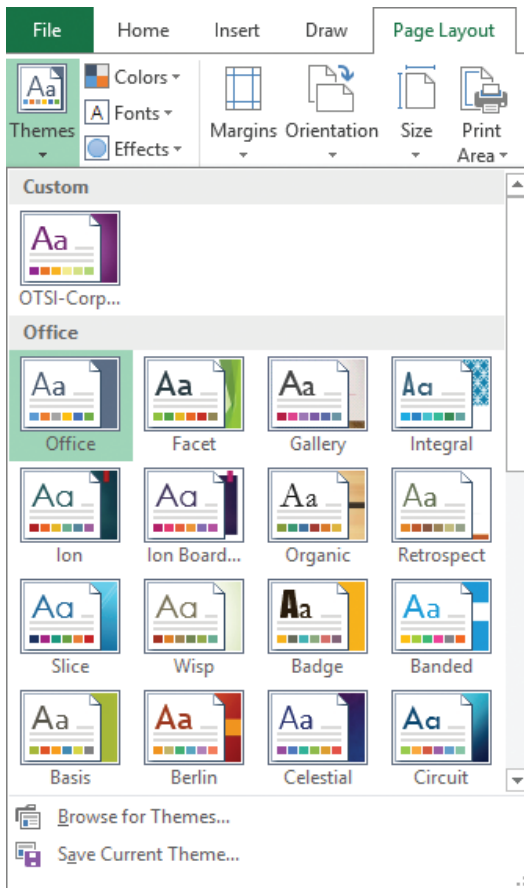 File Home Insert Draw Page Layout
Colors
Aa
A Fonts
Themes Effects Margins Orientation Size Print
Area
Custom
Aa
OTSI-Corp...
Office
Aa Aa Aa Aa
Office Facet Gallery Integral
Aa Aa Aa Aa
Ion Ion Board... Organic Retrospect
Aa Aa Aa Aa
Slice Wisp Badge Banded
Aa Aa Aa Aa
Basis Berlin Celestial Circuit
Browse for Themes...
Save Current Theme...